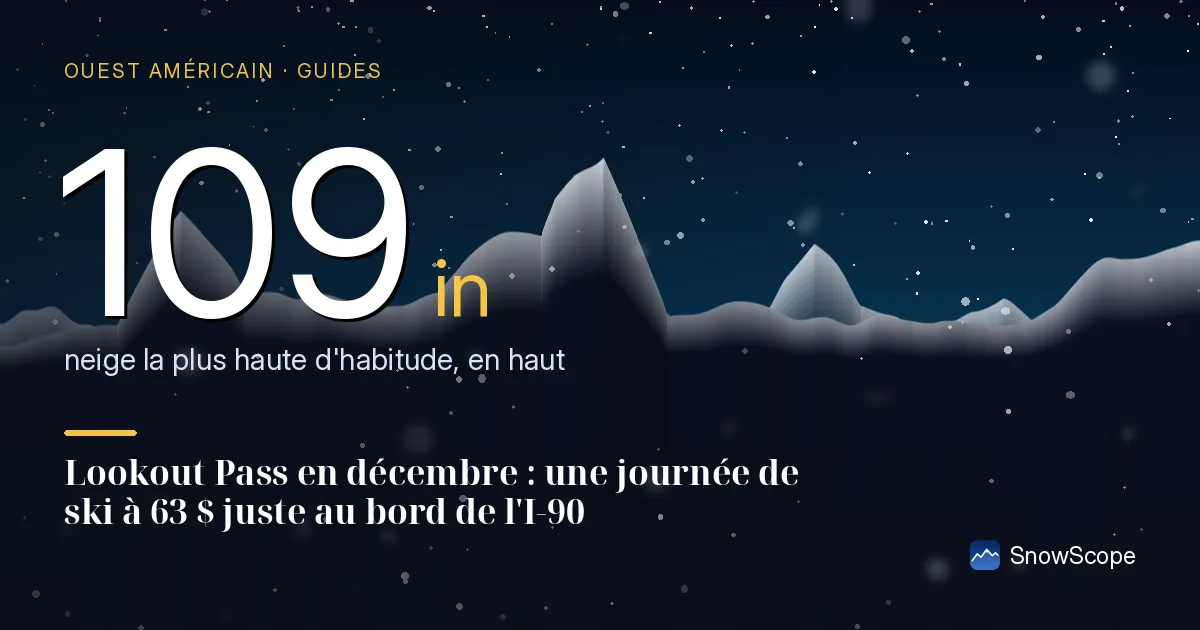 OUEST AMÉRICAIN · GUIDES
109 in
neige la plus haute d'habitude, en haut
Lookout Pass en décembre : une journée de
ski à 63 $ juste au bord de l'I-90
SnowScope